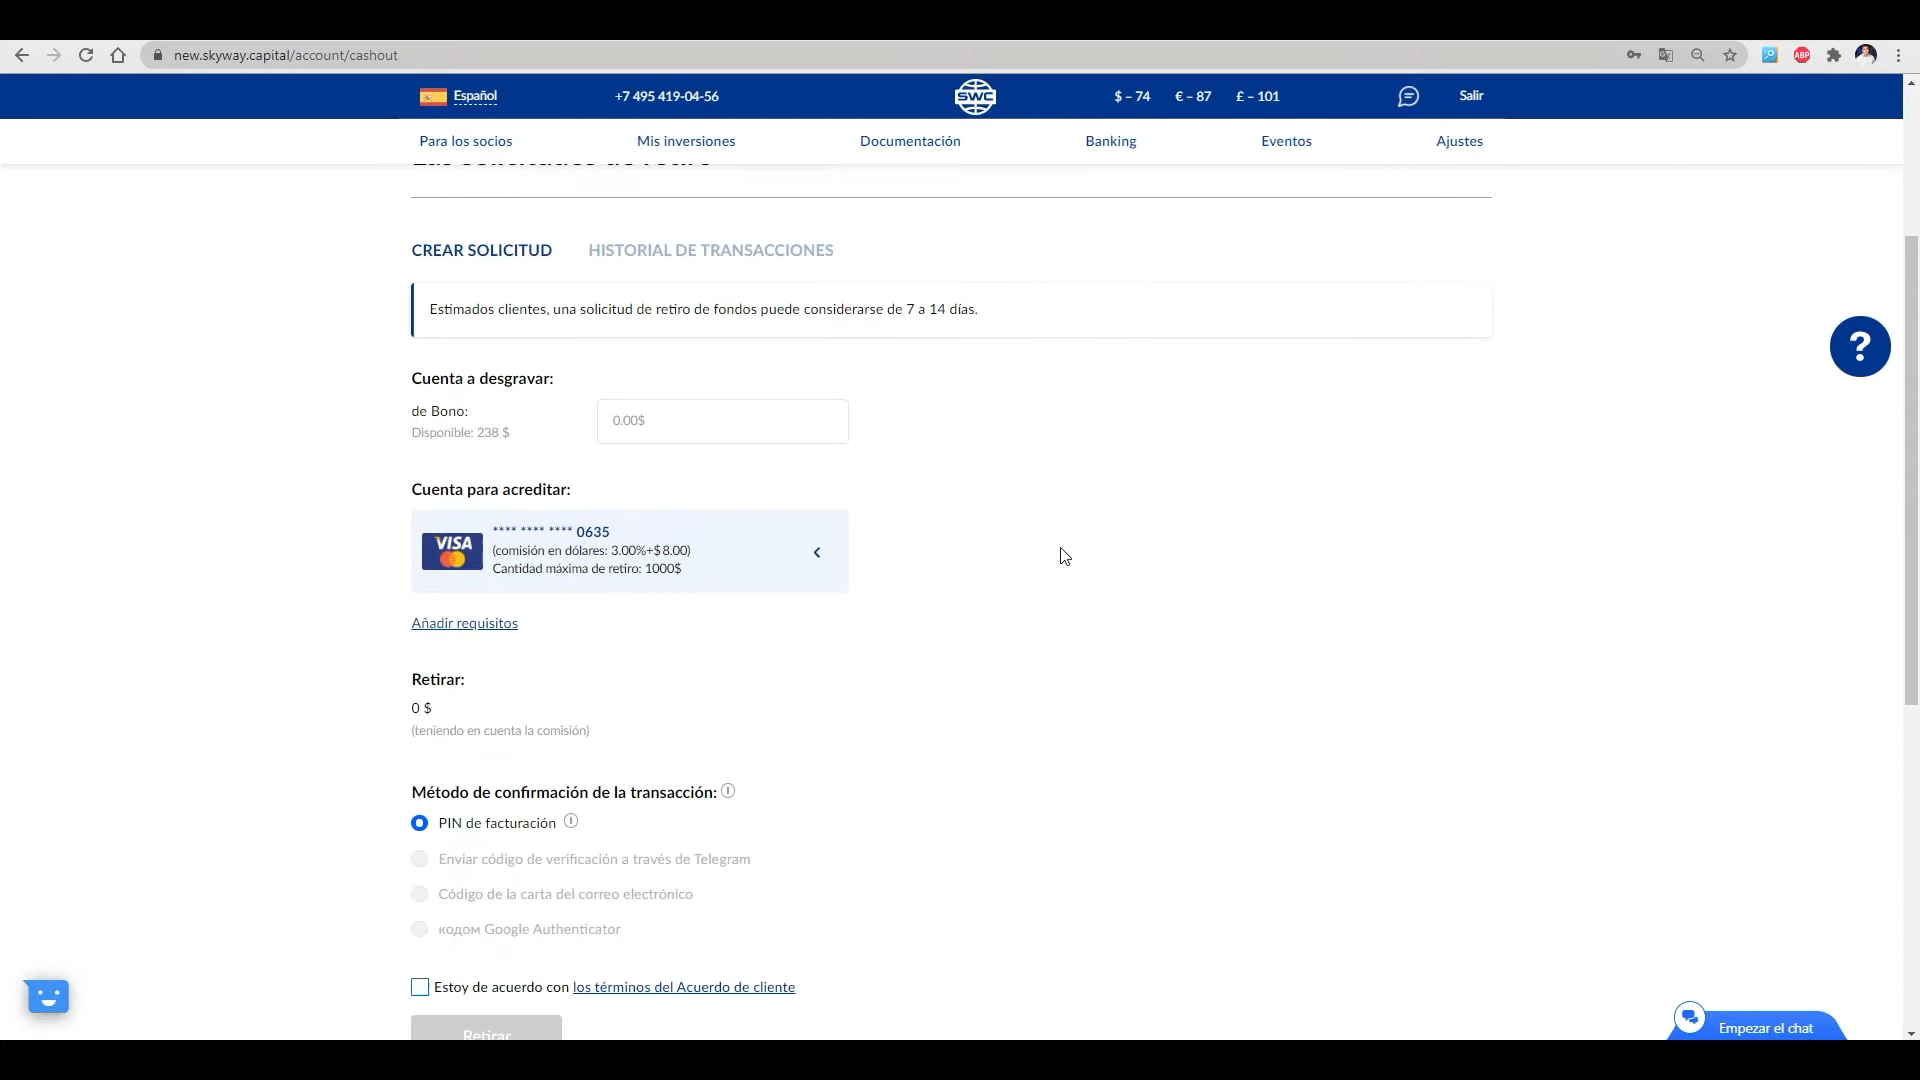 new.skyway.capital/account/cashout
ABP
Español
+7 495 419-04-56
SWC
$ – 74
€ – 87
£ – 101
Salir
Para los socios
Mis inversiones
Documentación
Banking
Eventos
Ajustes
Las solicitudes de retiro
CREAR SOLICITUD
HISTORIAL DE TRANSACCIONES
Estimados clientes, una solicitud de retiro de fondos puede considerarse de 7 a 14 días.
?
Cuenta a desgravar:
de Bono:
Disponible: 238 $
0.00$
Cuenta para acreditar:
VISA
**** **** **** 0635
(comisión en dólares: 3.00%+$8.00)
Cantidad máxima de retiro: 1000$
Añadir requisitos
Retirar:
0 $
(teniendo en cuenta la comisión)
Método de confirmación de la transacción:
PIN de facturación
Enviar código de verificación a través de Telegram
Código de la carta del correo electrónico
кодом Google Authenticator
Estoy de acuerdo con los términos del Acuerdo de cliente
Retirar
Empezar el chat